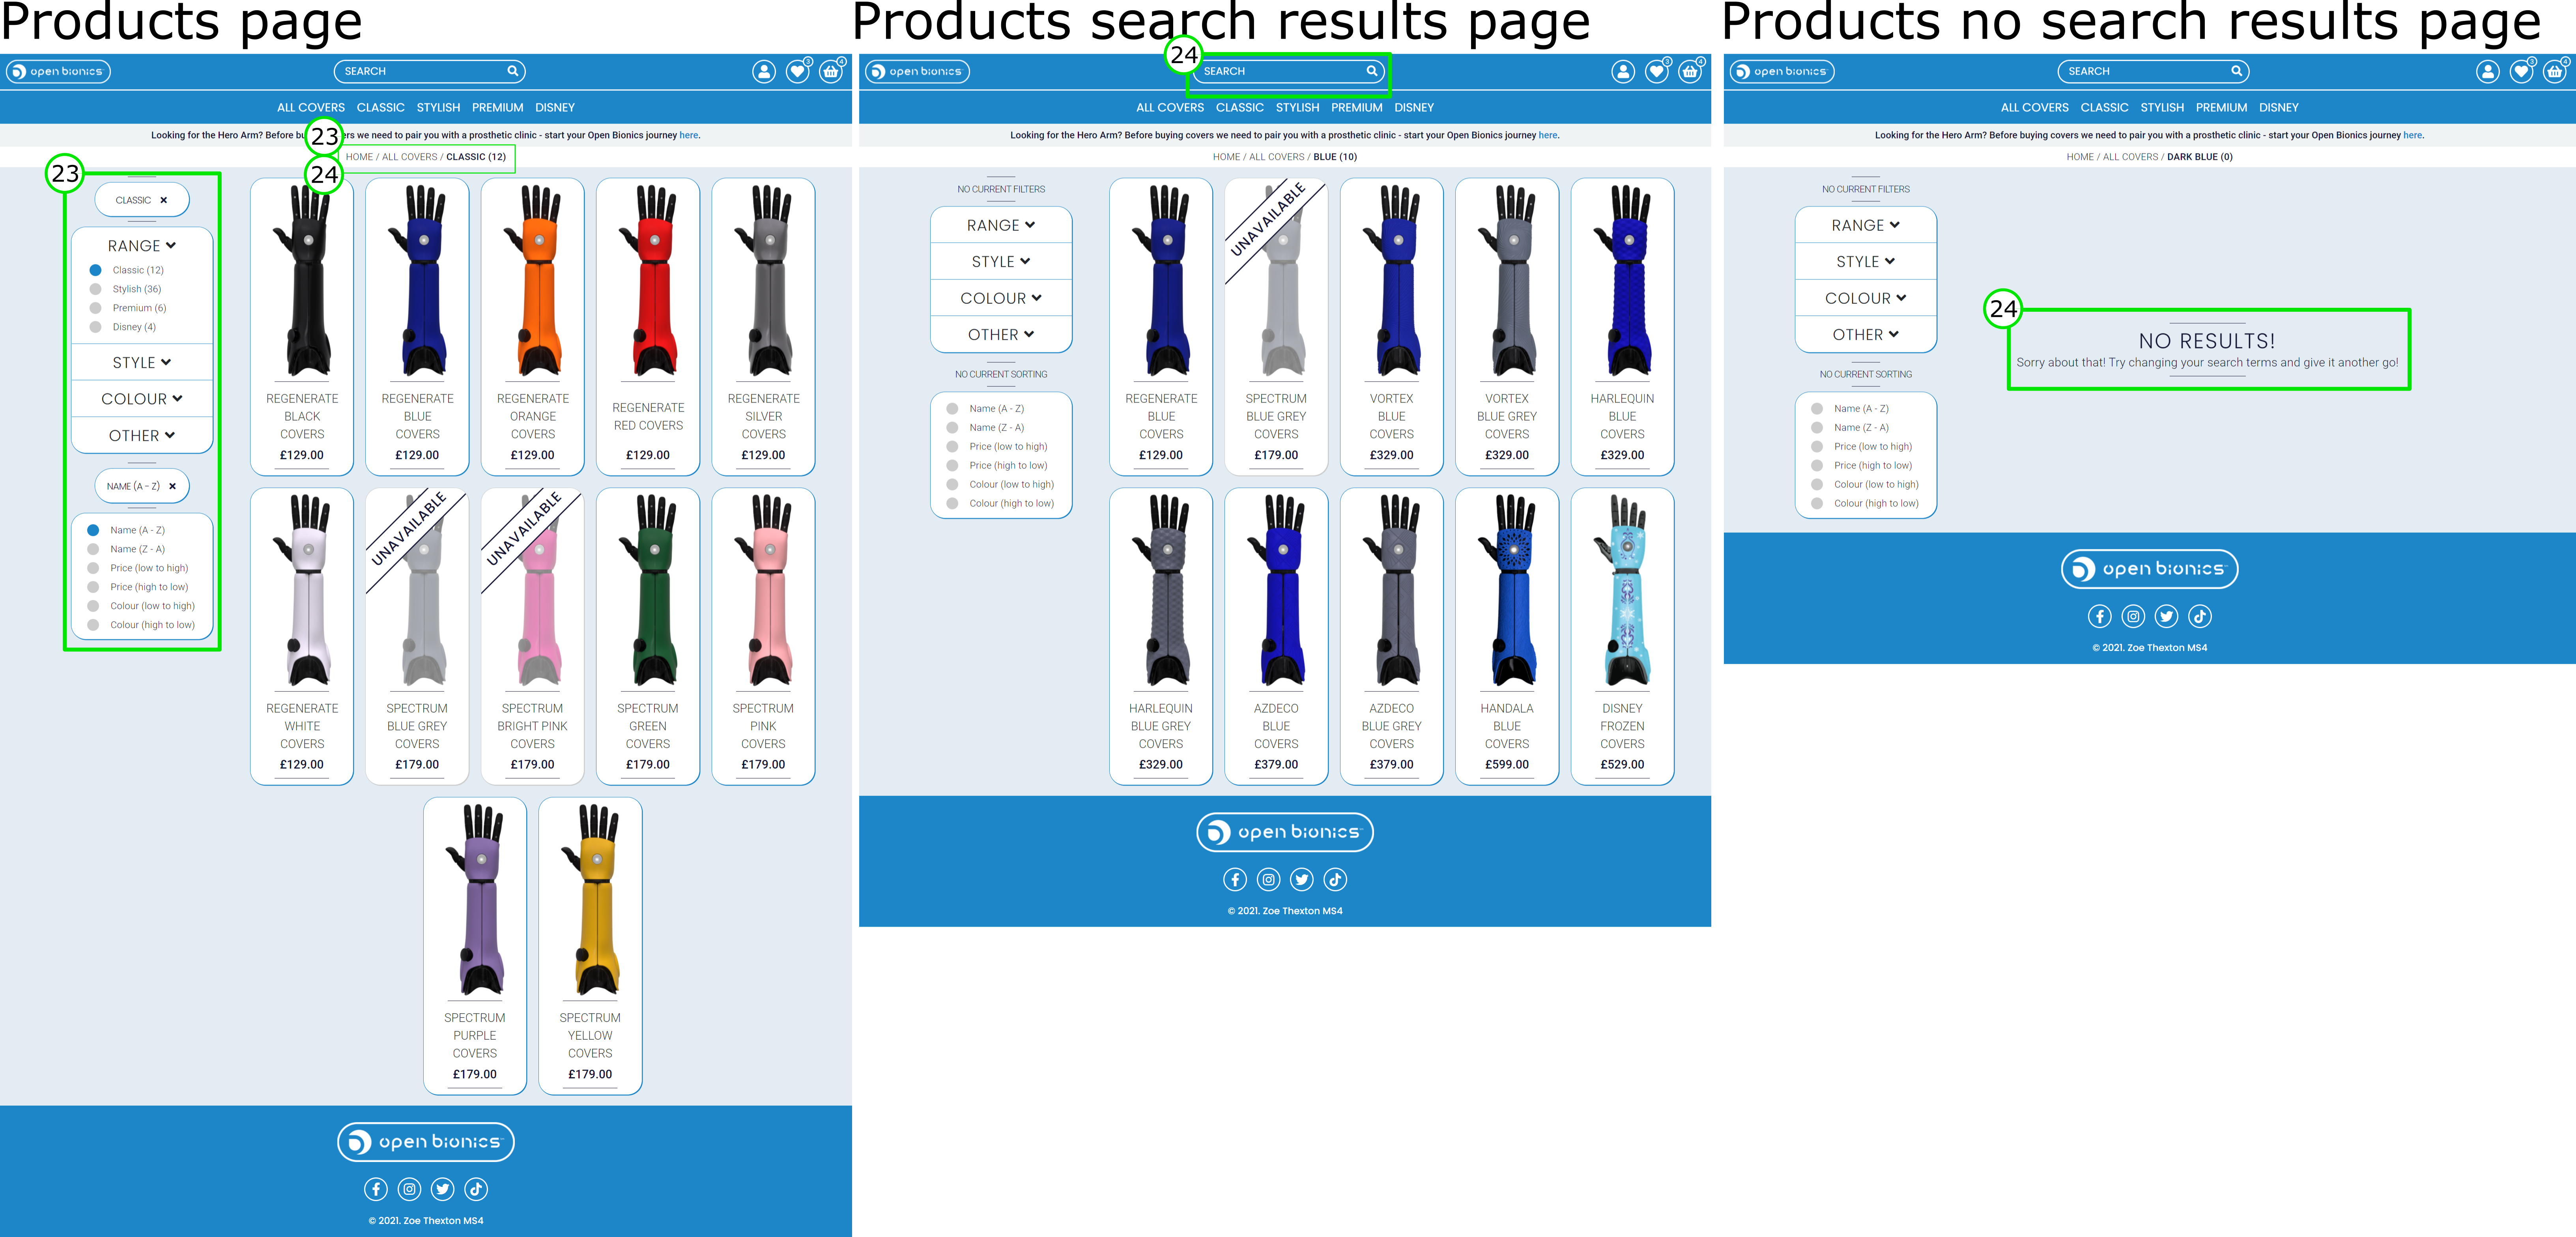 Products page
open bionics
SEARCH
3
4
ALL COVERS CLASSIC STYLISH PREMIUM DISNEY
Looking for the Hero Arm? Before bu
ers we need to pair you with a prosthetic clinic - start your Open Bionics journey here.
23
HOME / ALL COVERS / CLASSIC (12)
24
23
CLASSIC ×
RANGE
Classic (12)
Stylish (36)
Premium (6)
Disney (4)
STYLE
COLOUR
OTHER
NAME (A - Z) ×
Name (A - Z)
Name (Z - A)
Price (low to high)
Price (high to low)
Colour (low to high)
Colour (high to low)
REGENERATE
BLACK
COVERS
£129.00
REGENERATE
BLUE
COVERS
£129.00
REGENERATE
ORANGE
COVERS
£129.00
REGENERATE
RED COVERS
£129.00
REGENERATE
SILVER
COVERS
£129.00
REGENERATE
WHITE
COVERS
£129.00
UNAVAILABLE
SPECTRUM
BLUE GREY
COVERS
£179.00
UNAVAILABLE
SPECTRUM
BRIGHT PINK
COVERS
£179.00
SPECTRUM
GREEN
COVERS
£179.00
SPECTRUM
PINK
COVERS
£179.00
SPECTRUM
PURPLE
COVERS
£179.00
SPECTRUM
YELLOW
COVERS
£179.00
open bionics
© 2021. Zoe Thexton MS4
Products search results page
open bionics
24
SEARCH
3
4
ALL COVERS CLASSIC STYLISH PREMIUM DISNEY
Looking for the Hero Arm? Before buying covers we need to pair you with a prosthetic clinic - start your Open Bionics journey here.
HOME / ALL COVERS / BLUE (10)
NO CURRENT FILTERS
RANGE
STYLE
COLOUR
OTHER
NO CURRENT SORTING
Name (A - Z)
Name (Z - A)
Price (low to high)
Price (high to low)
Colour (low to high)
Colour (high to low)
REGENERATE
BLUE
COVERS
£129.00
UNAVAILABLE
SPECTRUM
BLUE GREY
COVERS
£179.00
VORTEX
BLUE
COVERS
£329.00
VORTEX
BLUE GREY
COVERS
£329.00
HARLEQUIN
BLUE
COVERS
£329.00
HARLEQUIN
BLUE GREY
COVERS
£329.00
AZDECO
BLUE
COVERS
£379.00
AZDECO
BLUE GREY
COVERS
£379.00
HANDALA
BLUE
COVERS
£599.00
DISNEY
FROZEN
COVERS
£529.00
open bionics
© 2021. Zoe Thexton MS4
Products no search results page
open bionics
SEARCH
3
4
ALL COVERS CLASSIC STYLISH PREMIUM DISNEY
Looking for the Hero Arm? Before buying covers we need to pair you with a prosthetic clinic - start your Open Bionics journey here.
HOME / ALL COVERS / DARK BLUE (0)
NO CURRENT FILTERS
RANGE
STYLE
COLOUR
OTHER
NO CURRENT SORTING
Name (A - Z)
Name (Z - A)
Price (low to high)
Price (high to low)
Colour (low to high)
Colour (high to low)
24
NO RESULTS!
Sorry about that! Try changing your search terms and give it another go!
open bionics
© 2021. Zoe Thexton MS4